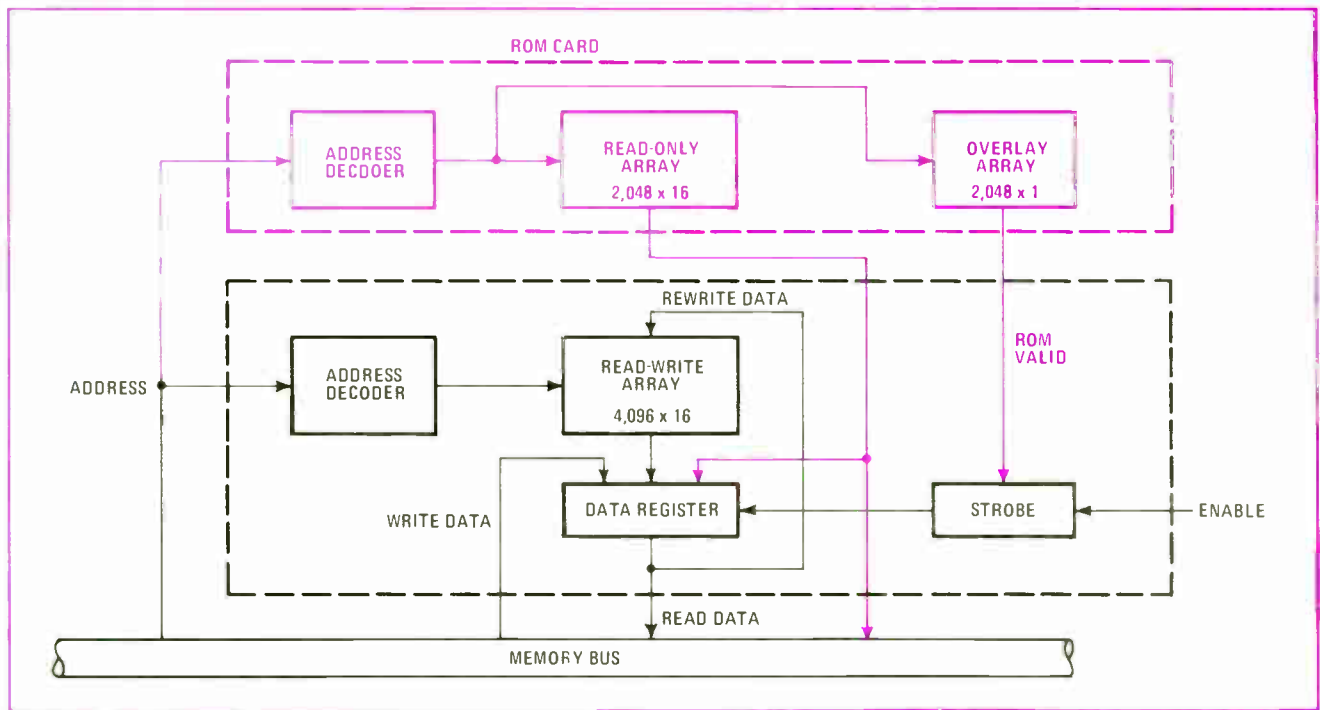 ROM CARD
ADDRESS
DECDOER
READ-ONLY
ARRAY
2,048 x 16
OVERLAY
ARRAY
2,048 x 1
REWRITE DATA
ROM
VALID
ADDRESS
ADDRESS
DECODER
READ-WRITE
ARRAY
4,096 x 16
WRITE DATA
DATA REGISTER
STROBE
ENABLE
READ DATA
MEMORY BUS